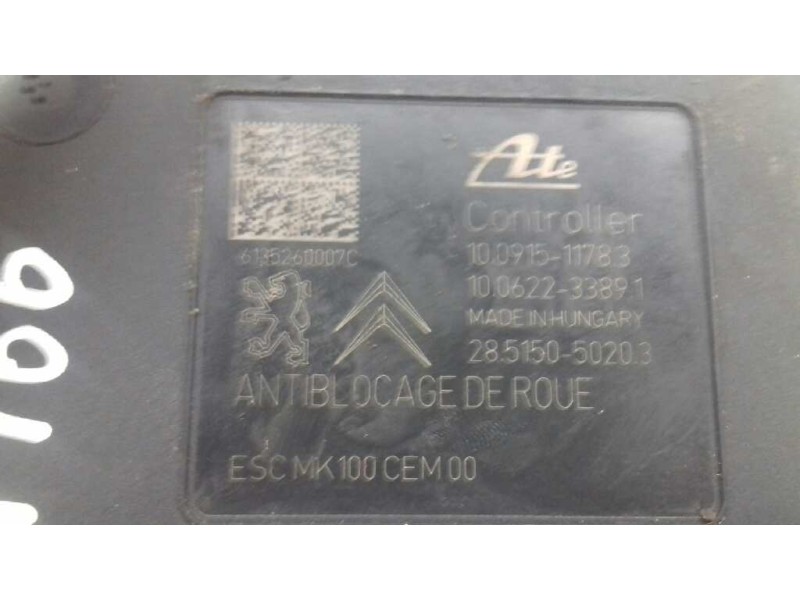 Ate
Controller
10.0915-1178.3
6135260007C
10.0622-3389.1
MADE IN HUNGARY
28.5150-5020.3
ANTIBLOCAGE DE ROUE
ESC MK100 CEM 00